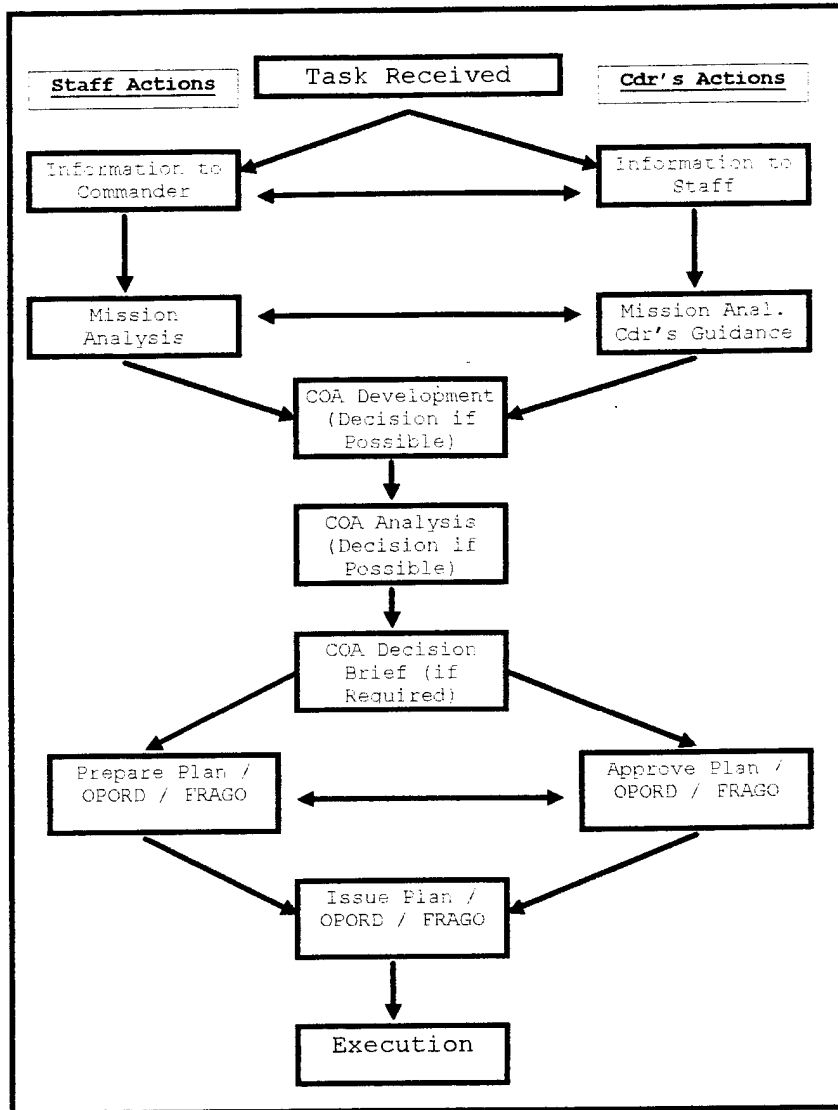 Task Received
Staff Actions
Cdr's Actions
Information to
Commander
Information to
Staff
Mission
Analysis
Mission Anal.
Cdr's Guidance
COA Development
(Decision if
Possible)
COA Analysis
(Decision if
Possible)
COA Decision
Brief (if
Required)
Prepare Plan /
OPORD / FRAGO
Approve Plan /
OPORD / FRAGO
Issue Plan /
OPORD / FRAGO
Execution